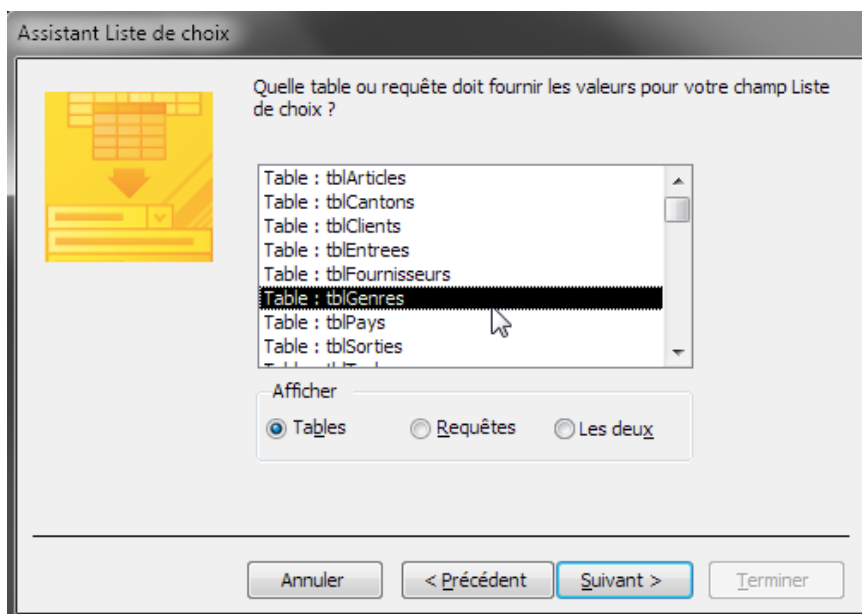 Assistant Liste de choix
Quelle table ou requête doit fournir les valeurs pour votre champ Liste
de choix ?
Table : tblArticles
Table : tblCantons
Table : tblClients
Table : tblEntrees
Table : tblFournisseurs
Table : tblGenres
Table : tblPays
Table : tblSorties
Afficher
Tables
Requêtes
Les deux
Annuler
< Précédent
Suivant >
Terminer